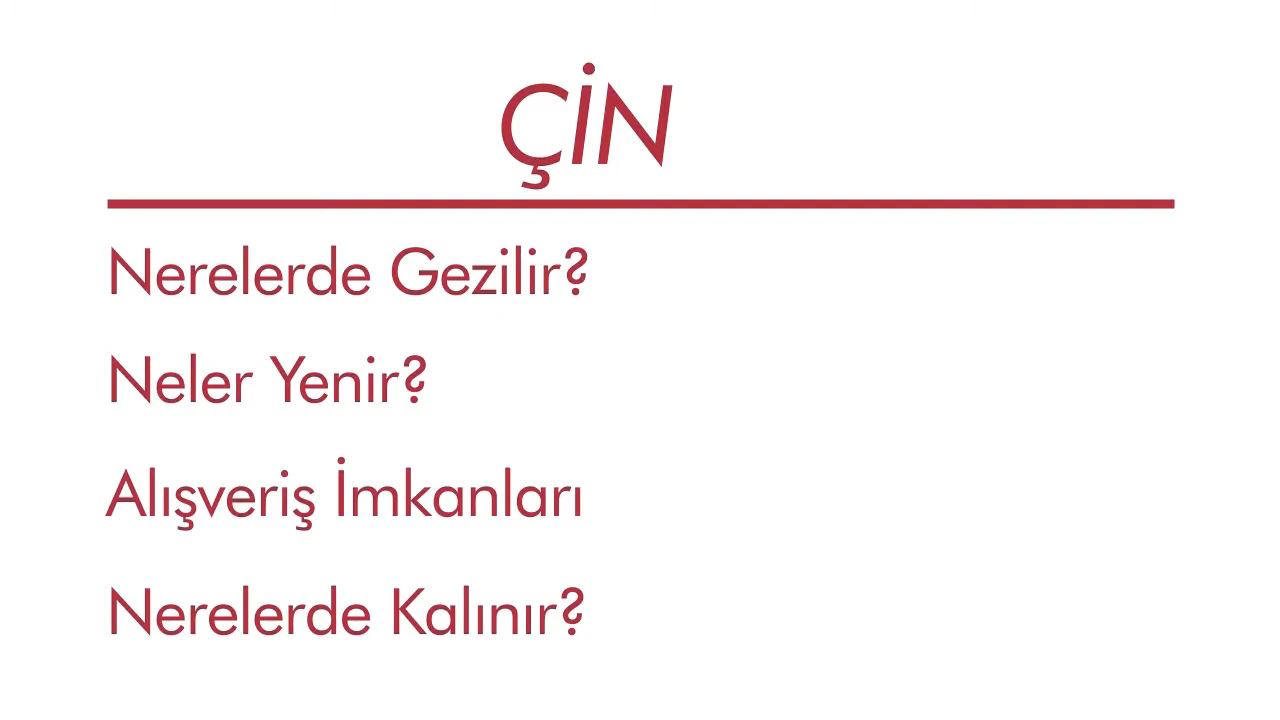 ÇİN
Nerelerde Gezilir?
Neler Yenir?
Alışveriş İmkanları
Nerelerde Kalınır?